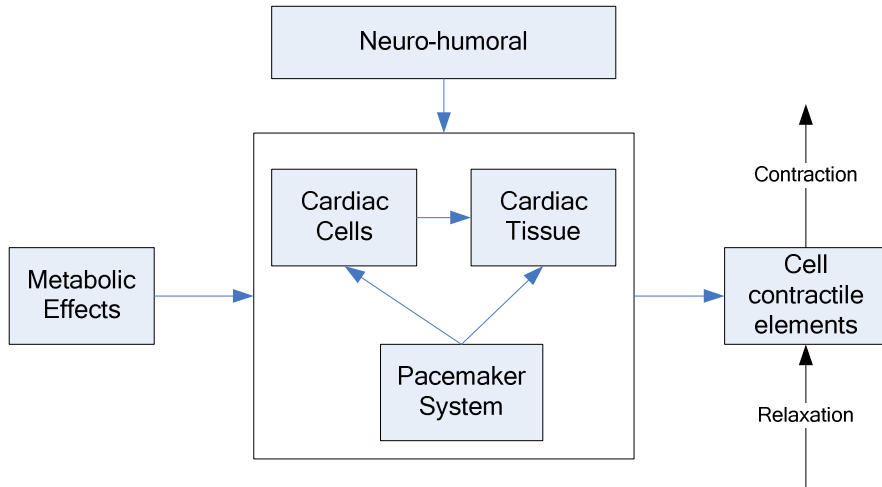 Neuro-humoral
Contraction
Cardiac
Cells
Cardiac
Tissue
Metabolic
Effects
Cell
contractile
elements
Pacemaker
System
Relaxation